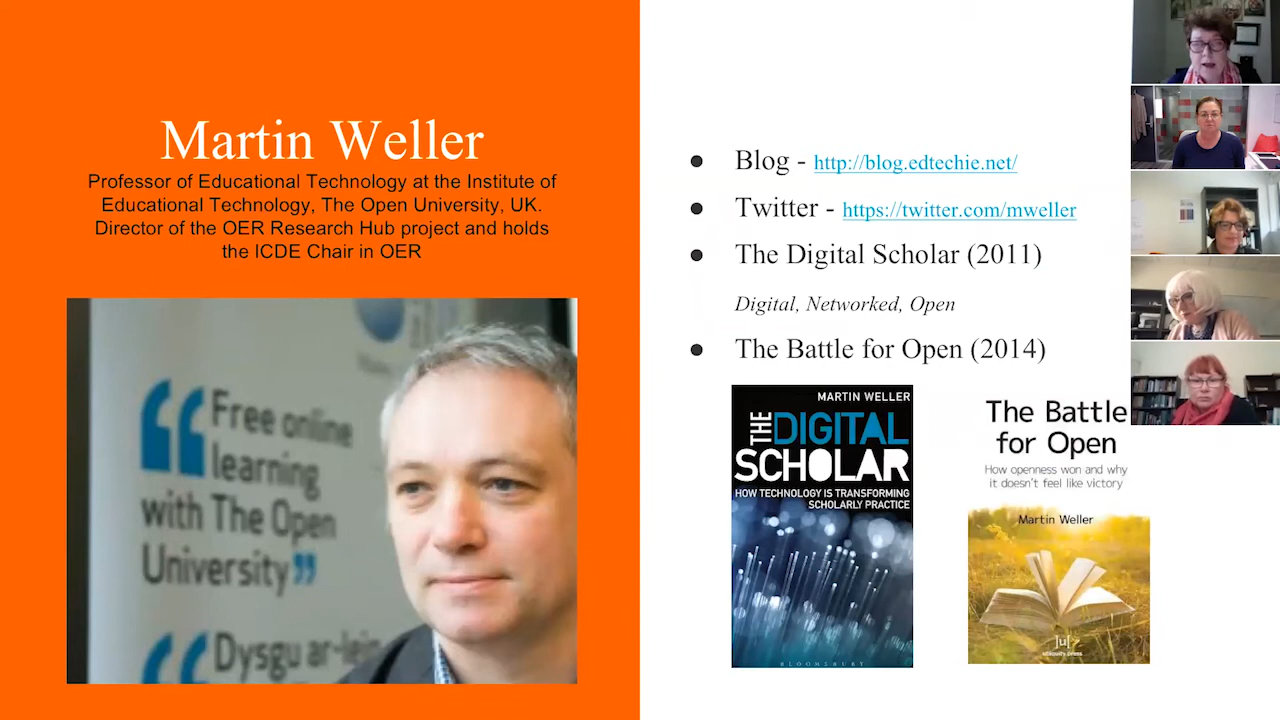 Martin Weller
Professor of Educational Technology at the Institute of
Educational Technology, The Open University, UK.
Director of the OER Research Hub project and holds
the ICDE Chair in OER
Free online
learning
with The Open
University
Dysgu ar-lein
● Blog - http://blog.edtechie.net/
● Twitter - https://twitter.com/mweller
● The Digital Scholar (2011)
Digital, Networked, Open
● The Battle for Open (2014)
MARTIN WELLER
THE DIGITAL
SCHOLAR
HOW TECHNOLOGY IS TRANSFORMING
SCHOLARLY PRACTICE
BLOOMSBURY
The Battle
for Open
How openness won and why
it doesn't feel like victory
Martin Weller
]u[
ubiquity press